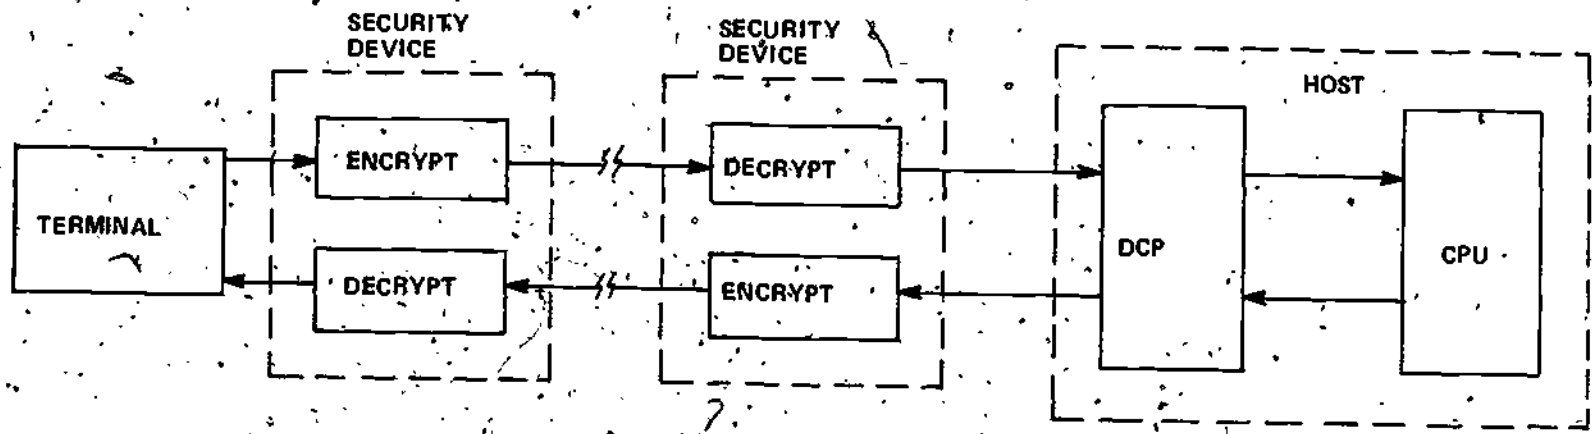 SECURITY
DEVICE
SECURITY
DEVICE
HOST
ENCRYPT
DECRYPT
TERMINAL
DCP
CPU
DECRYPT
ENCRYPT